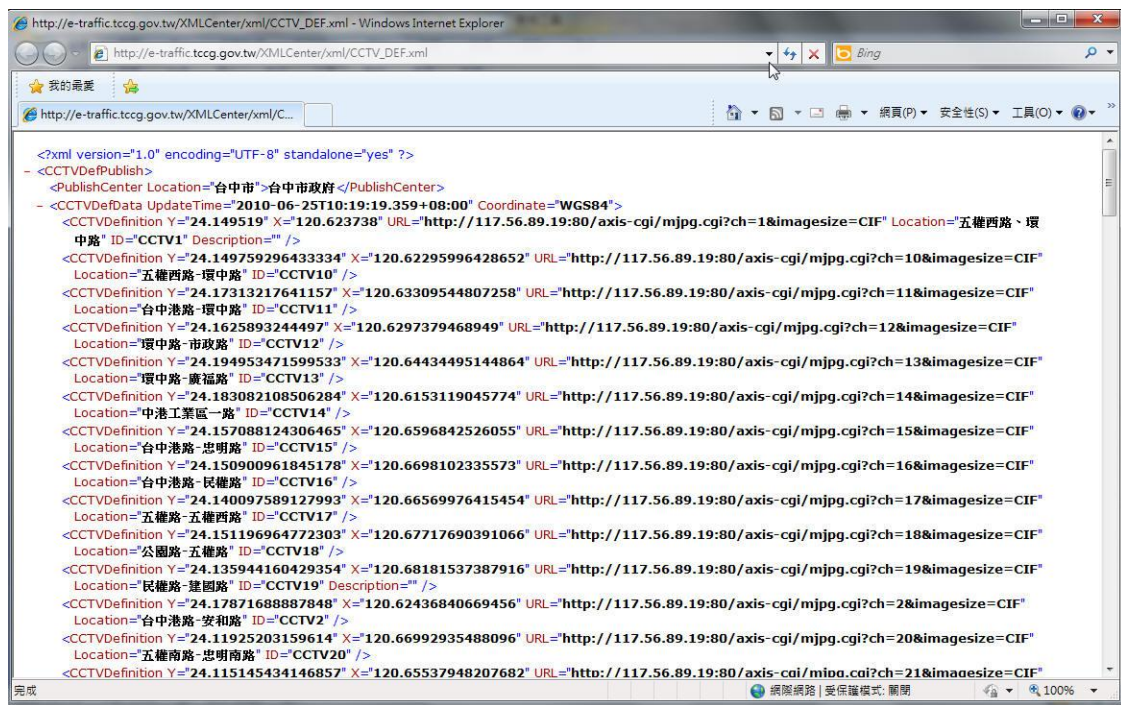 http://e-traffic.tccg.gov.tw/XMLCenter/xml/CCTV_DEF.xml - Windows Internet Explorer
http://e-traffic.tccg.gov.tw/XMLCenter/xml/CCTV_DEF.xml
Bing
我的最愛
http://e-traffic.tccg.gov.tw/XMLCenter/xml/C...
網頁(P) 安全性(S) 工具(O)
<?xml version="1.0" encoding="UTF-8" standalone="yes" ?>
- <CCTVDefPublish>
<PublishCenter Location="台中市">台中市政府</PublishCenter>
- <CCTVDefData UpdateTime="2010-06-25T10:19:19.359+08:00" Coordinate="WGS84">
<CCTVDefinition Y="24.149519" X="120.623738" URL="http://117.56.89.19:80/axis-cgi/mjpg.cgi?ch=1&imagesize=CIF" Location="五權西路、環
中路" ID="CCTV1" Description="" />
<CCTVDefinition Y="24.149759296433334" X="120.62295996428652" URL="http://117.56.89.19:80/axis-cgi/mjpg.cgi?ch=10&imagesize=CIF"
Location="五權西路-環中路" ID="CCTV10" />
<CCTVDefinition Y="24.17313217641157" X="120.63309544807258" URL="http://117.56.89.19:80/axis-cgi/mjpg.cgi?ch=11&imagesize=CIF"
Location="台中港路-環中路" ID="CCTV11" />
<CCTVDefinition Y="24.1625893244497" X="120.6297379468949" URL="http://117.56.89.19:80/axis-cgi/mjpg.cgi?ch=12&imagesize=CIF"
Location="環中路-市政路" ID="CCTV12" />
<CCTVDefinition Y="24.194953471599533" X="120.64434495144864" URL="http://117.56.89.19:80/axis-cgi/mjpg.cgi?ch=13&imagesize=CIF"
Location="環中路-廣福路" ID="CCTV13" />
<CCTVDefinition Y="24.183082108506284" X="120.6153119045774" URL="http://117.56.89.19:80/axis-cgi/mjpg.cgi?ch=14&imagesize=CIF"
Location="中港工業區一路" ID="CCTV14" />
<CCTVDefinition Y="24.157088124306465" X="120.6596842526055" URL="http://117.56.89.19:80/axis-cgi/mjpg.cgi?ch=15&imagesize=CIF"
Location="台中港路-忠明路" ID="CCTV15" />
<CCTVDefinition Y="24.150900961845178" X="120.6698102335573" URL="http://117.56.89.19:80/axis-cgi/mjpg.cgi?ch=16&imagesize=CIF"
Location="台中港路-民權路" ID="CCTV16" />
<CCTVDefinition Y="24.140097589127993" X="120.66569976415454" URL="http://117.56.89.19:80/axis-cgi/mjpg.cgi?ch=17&imagesize=CIF"
Location="五權路-五權西路" ID="CCTV17" />
<CCTVDefinition Y="24.151196964772303" X="120.67717690391066" URL="http://117.56.89.19:80/axis-cgi/mjpg.cgi?ch=18&imagesize=CIF"
Location="公園路-五權路" ID="CCTV18" />
<CCTVDefinition Y="24.135944160429354" X="120.68181537387916" URL="http://117.56.89.19:80/axis-cgi/mjpg.cgi?ch=19&imagesize=CIF"
Location="民權路-建國路" ID="CCTV19" Description="" />
<CCTVDefinition Y="24.17871688887848" X="120.62436840669456" URL="http://117.56.89.19:80/axis-cgi/mjpg.cgi?ch=2&imagesize=CIF"
Location="台中港路-安和路" ID="CCTV2" />
<CCTVDefinition Y="24.11925203159614" X="120.66992935488096" URL="http://117.56.89.19:80/axis-cgi/mjpg.cgi?ch=20&imagesize=CIF"
Location="五權南路-忠明南路" ID="CCTV20" />
<CCTVDefinition Y="24.115145434146857" X="120.65537948207682" URL="http://117.56.89.19:80/axis-cgi/mjpg.cgi?ch=21&imagesize=CIF"
完成
網際網路 | 受保護模式: 關閉
100%